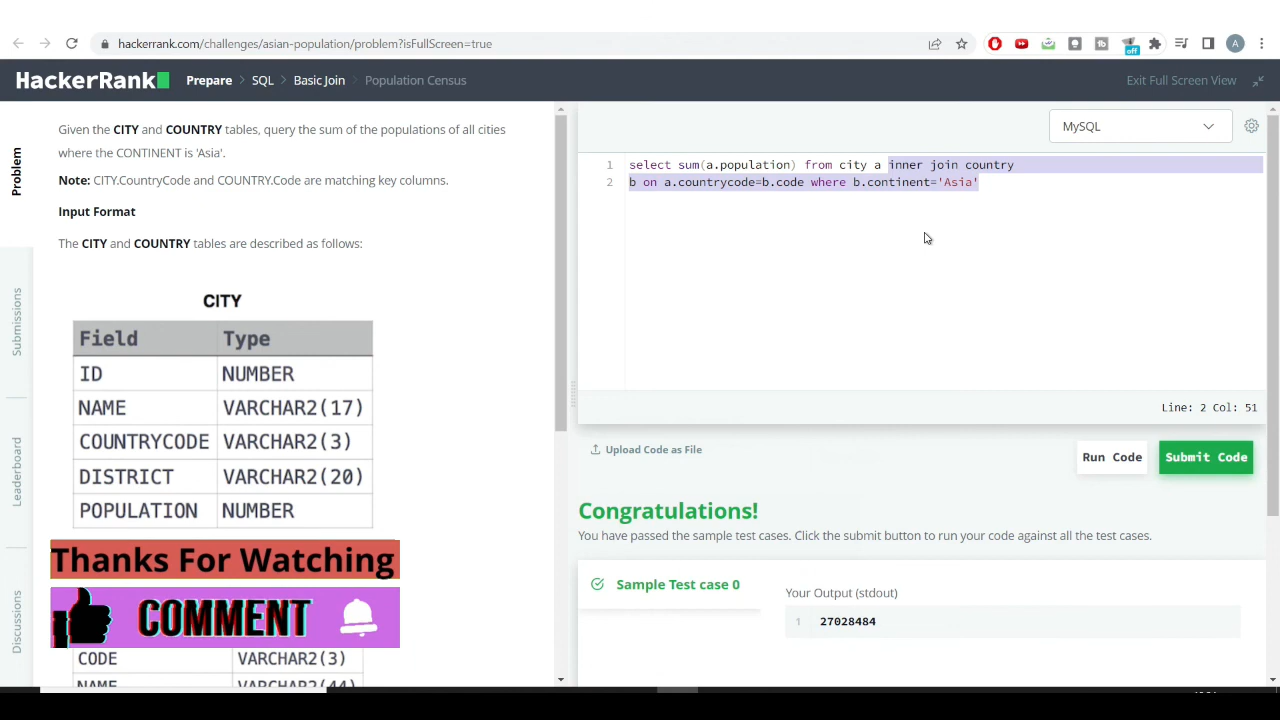 hackerrank.com/challenges/asian-population/problem?isFullScreen=true
off
A
HackerRank
Prepare > SQL > Basic Join > Population Census
Exit Full Screen View
Problem
Submissions
Leaderboard
Discussions
Given the CITY and COUNTRY tables, query the sum of the populations of all cities
where the CONTINENT is 'Asia'.
Note: CITY.CountryCode and COUNTRY.Code are matching key columns.
Input Format
The CITY and COUNTRY tables are described as follows:
CITY
Field Type
ID NUMBER
NAME VARCHAR2(17)
COUNTRYCODE VARCHAR2(3)
DISTRICT VARCHAR2(20)
POPULATION NUMBER
Thanks For Watching
COMMENT
CODE VARCHAR2(3)
NAME VARCHAR2(44)
MySQL
1 select sum(a.population) from city a inner join country
2 b on a.countrycode=b.code where b.continent='Asia'
Line: 2 Col: 51
Upload Code as File
Run Code
Submit Code
Congratulations!
You have passed the sample test cases. Click the submit button to run your code against all the test cases.
Sample Test case 0
Your Output (stdout)
1 27028484